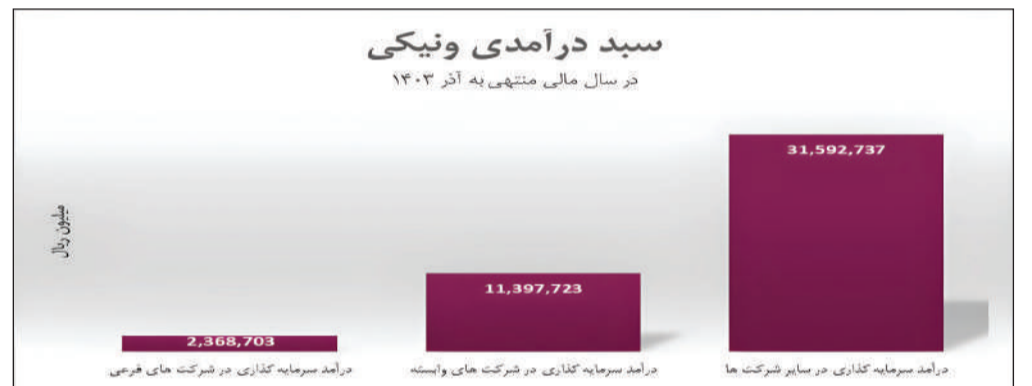 سبد درآمدی ونیکی
در سال مالی منتهی به آذر ۱۴۰۳
31,592,737
11,397,723
2,368,703
میلیون ریال
درآمد سرمایه گذاری در سایر شرکت ها
درآمد سرمایه گذاری در شرکت های وابسته
درآمد سرمایه گذاری در شرکت های فرعی